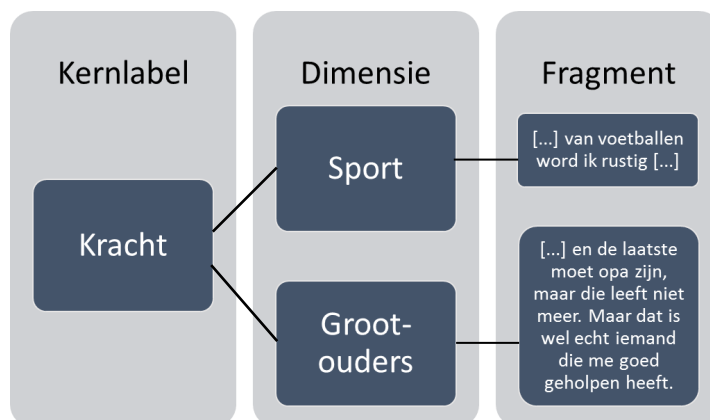 Kernlabel
Dimensie
Fragment
Kracht
Sport
[...] van voetballen
word ik rustig [...]
Groot-
ouders
[...] en de laatste
moet opa zijn,
maar die leeft niet
meer. Maar dat is
wel echt iemand
die me goed
geholpen heeft.